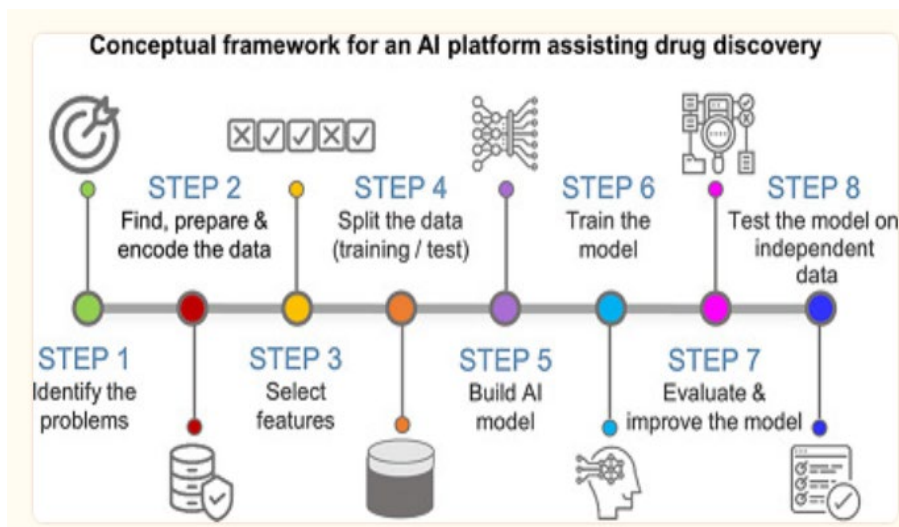 Conceptual framework for an AI platform assisting drug discovery
STEP 1
Identify the
problems
STEP 2
Find, prepare &
encode the data
STEP 3
Select
features
STEP 4
Split the data
(training / test)
STEP 5
Build AI
model
STEP 6
Train the
model
STEP 7
Evaluate &
improve the model
STEP 8
Test the model on
independent
data